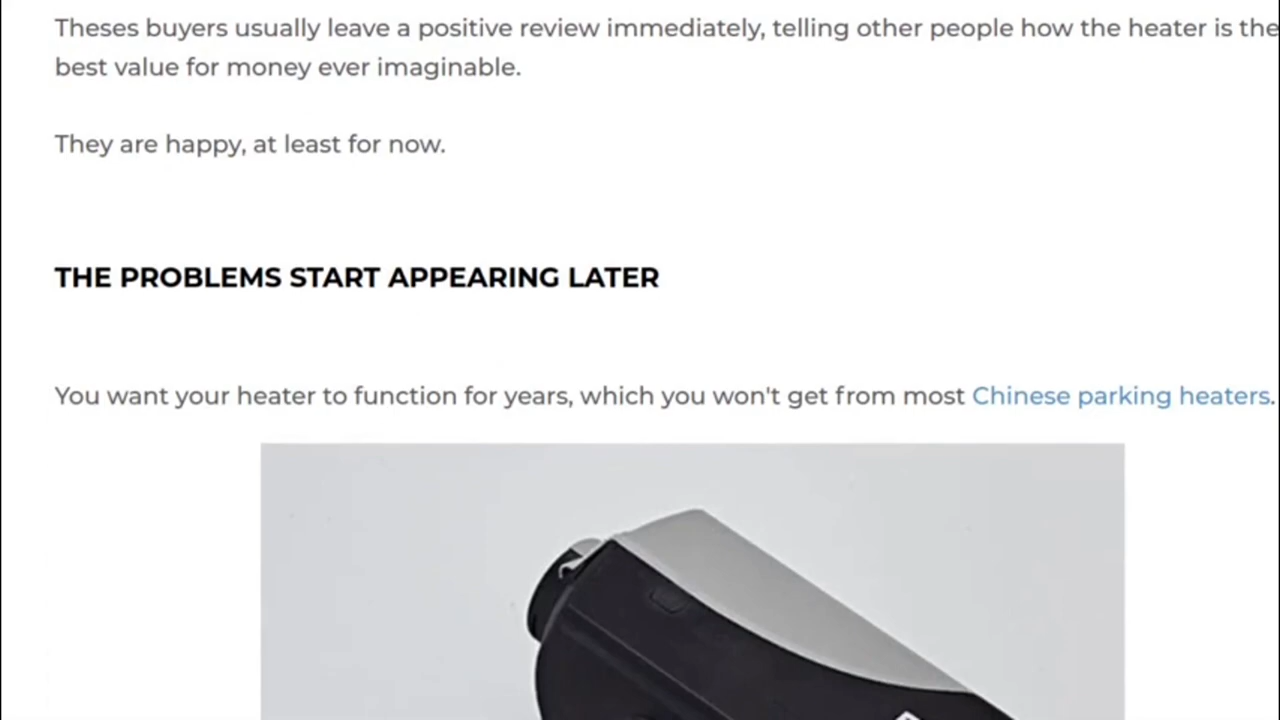 Theses buyers usually leave a positive review immediately, telling other people how the heater is the
best value for money ever imaginable.
They are happy, at least for now.
THE PROBLEMS START APPEARING LATER
You want your heater to function for years, which you won't get from most Chinese parking heaters.